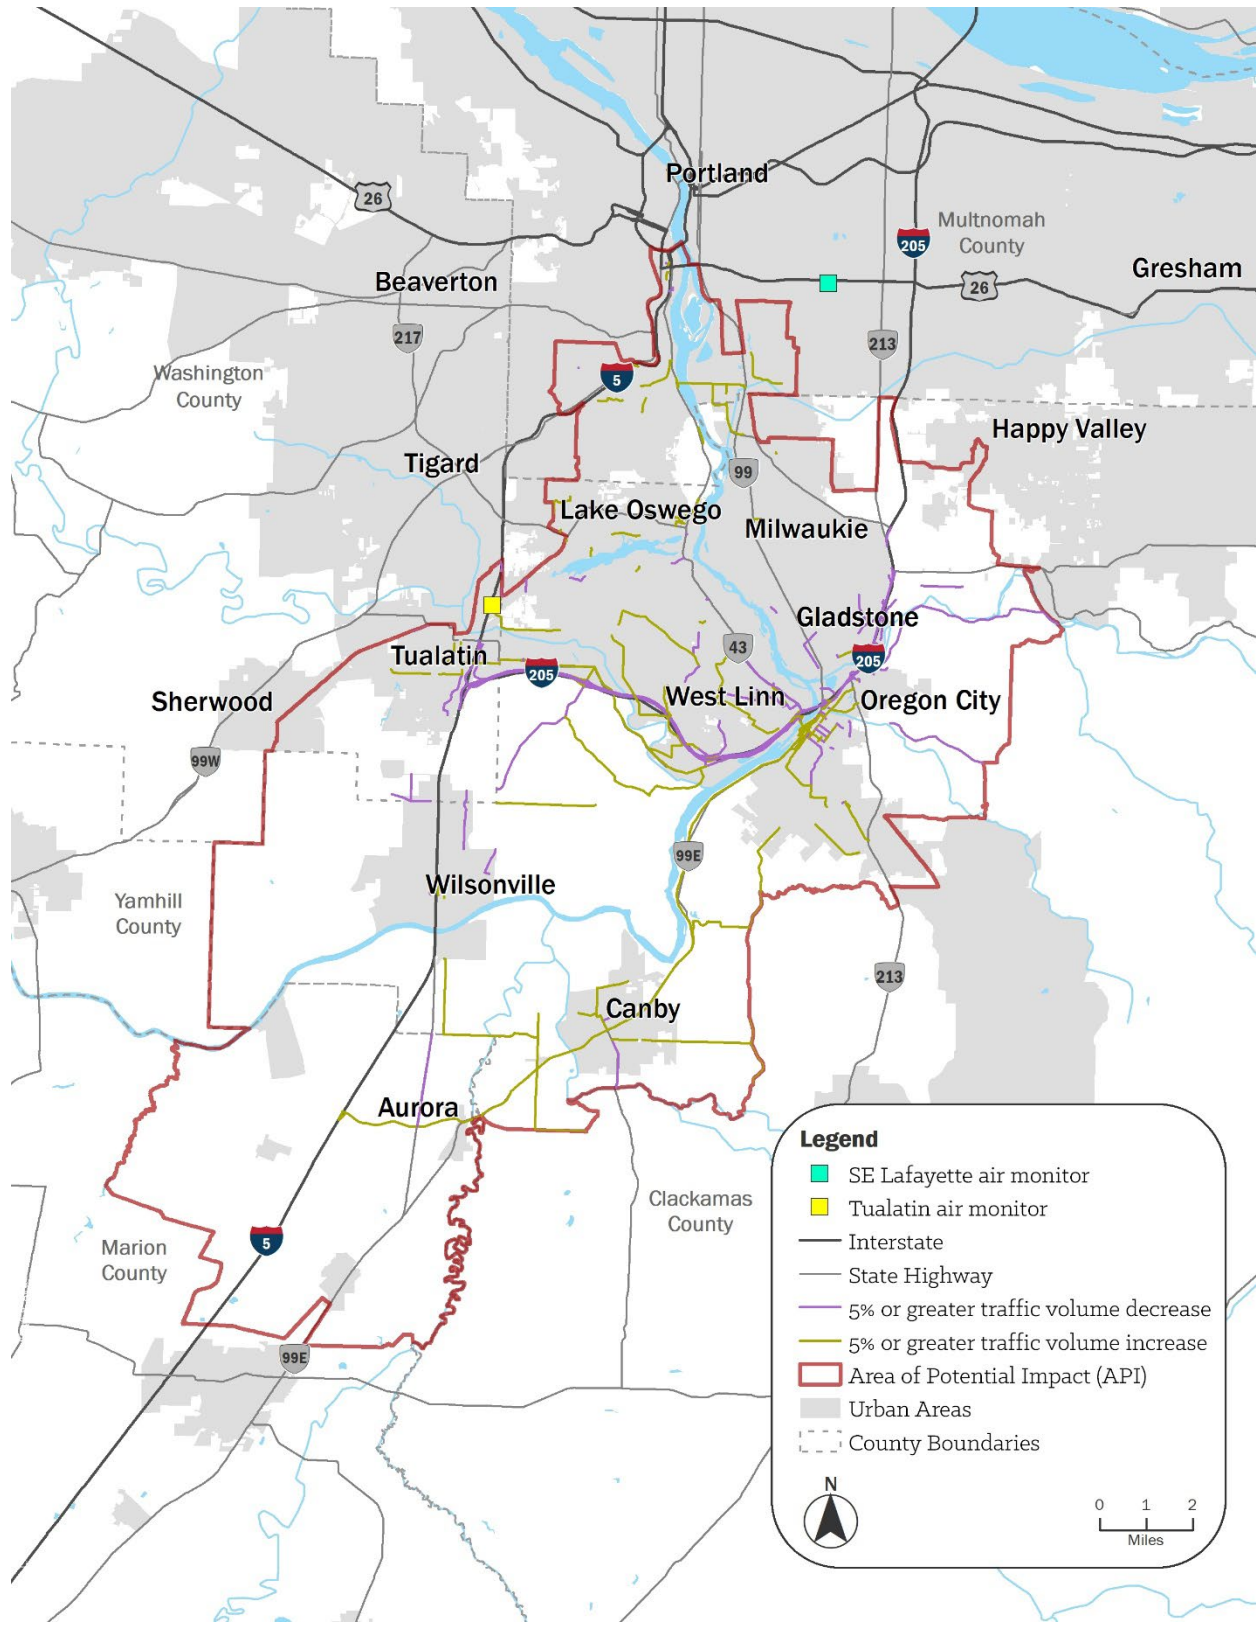 Portland
26
Multnomah
County
205
Gresham
Beaverton
26
217
213
Washington
County
5
Happy Valley
Tigard
99
Lake Oswego
Milwaukie
Gladstone
43
205
Tualatin
205
West Linn
Oregon City
Sherwood
99W
99E
Wilsonville
Yamhill
County
213
Canby
Aurora
Clackamas
County
5
Marion
County
99E
Legend
SE Lafayette air monitor
Tualatin air monitor
Interstate
State Highway
5% or greater traffic volume decrease
5% or greater traffic volume increase
Area of Potential Impact (API)
Urban Areas
County Boundaries
N
0 1 2
Miles